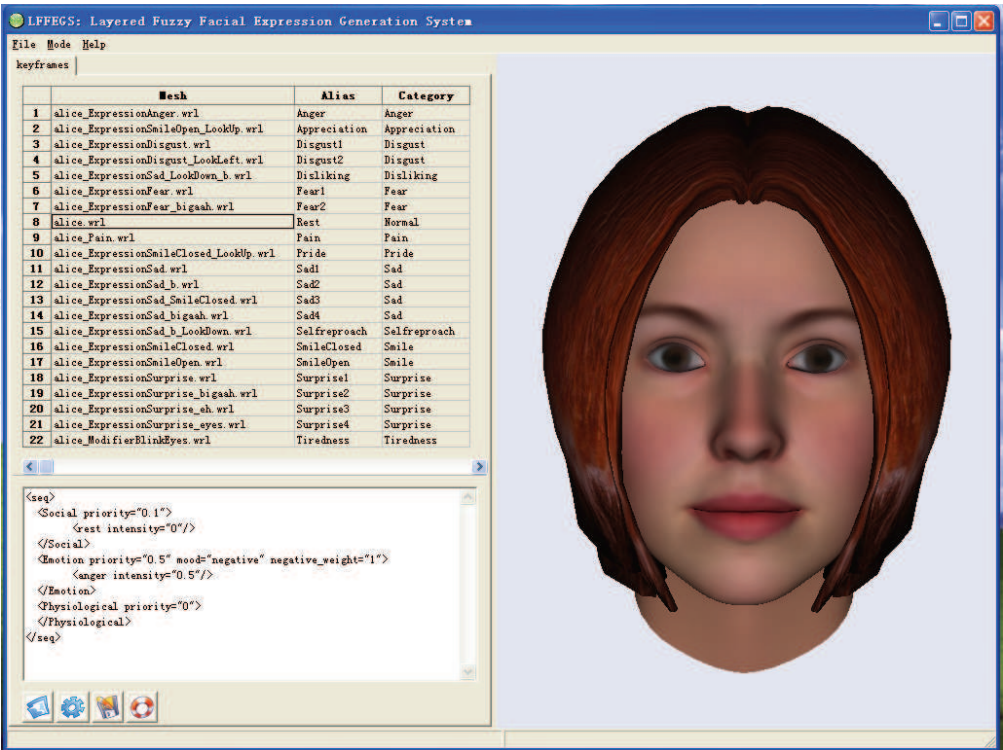 LFFEGS: Layered Fuzzy Facial Expression Generation System
File Mode Help
keyframes
Mesh Alias Category
1 alice_ExpressionAnger.wrl Anger Anger
2 alice_ExpressionSmileOpen_LookUp.wrl Appreciation Appreciation
3 alice_ExpressionDisgust.wrl Disgust1 Disgust
4 alice_ExpressionDisgust_LookLeft.wrl Disgust2 Disgust
5 alice_ExpressionSad_LookDown_b.wrl Disliking Disliking
6 alice_ExpressionFear.wrl Fear1 Fear
7 alice_ExpressionFear_bigaah.wrl Fear2 Fear
8 alice.wrl Rest Normal
9 alice_Pain.wrl Pain Pain
10 alice_ExpressionSmileClosed_LookUp.wrl Pride Pride
11 alice_ExpressionSad.wrl Sad1 Sad
12 alice_ExpressionSad_b.wrl Sad2 Sad
13 alice_ExpressionSad_SmileClosed.wrl Sad3 Sad
14 alice_ExpressionSad_bigaah.wrl Sad4 Sad
15 alice_ExpressionSad_b_LookDown.wrl Selfreproach Selfreproach
16 alice_ExpressionSmileClosed.wrl SmileClosed Smile
17 alice_ExpressionSmileOpen.wrl SmileOpen Smile
18 alice_ExpressionSurprise.wrl Surprise1 Surprise
19 alice_ExpressionSurprise_bigaah.wrl Surprise2 Surprise
20 alice_ExpressionSurprise_eh.wrl Surprise3 Surprise
21 alice_ExpressionSurprise_eyes.wrl Surprise4 Surprise
22 alice_ModifierBlinkEyes.wrl Tiredness Tiredness
<seq>
<Social priority="0.1">
<rest intensity="0"/>
</Social>
<Emotion priority="0.5" mood="negative" negative_weight="1">
<anger intensity="0.5"/>
</Emotion>
<Physiological priority="0">
</Physiological>
</seq>